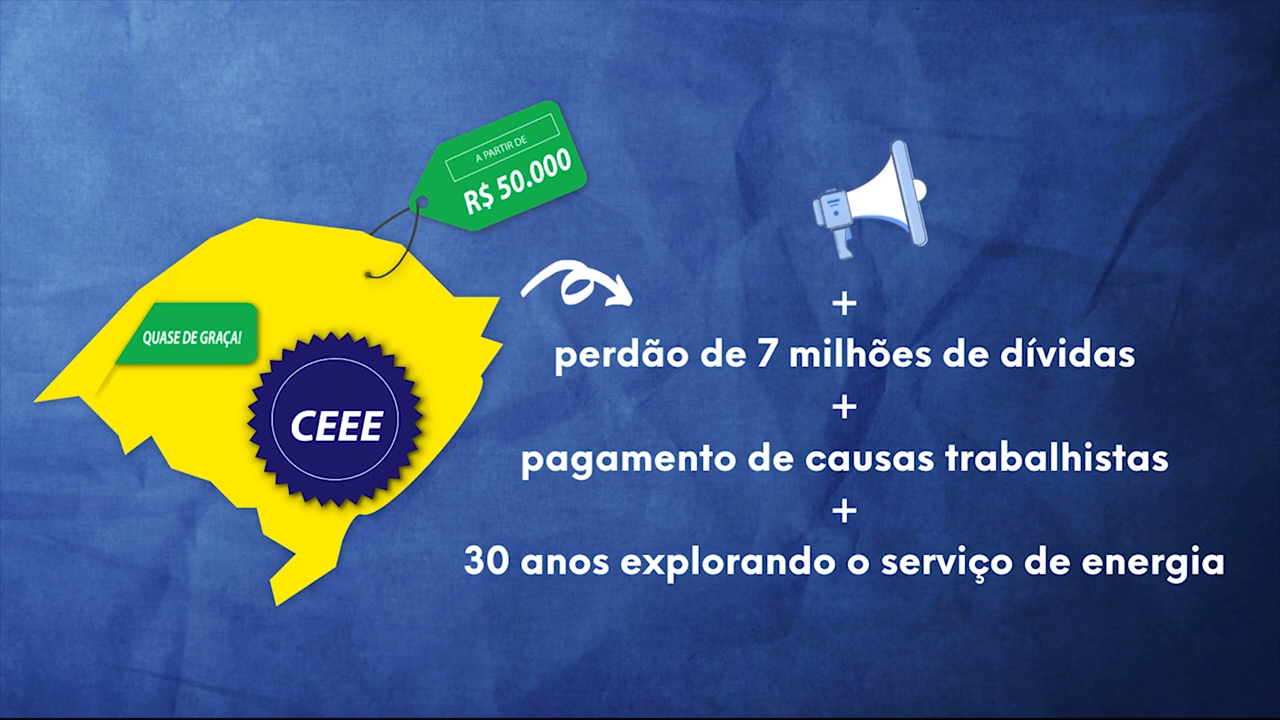 A PARTIR DE
R$ 50.000
QUASE DE GRAÇA!
CEEE
+
perdão de 7 milhões de dívidas
+
pagamento de causas trabalhistas
+
30 anos explorando o serviço de energia